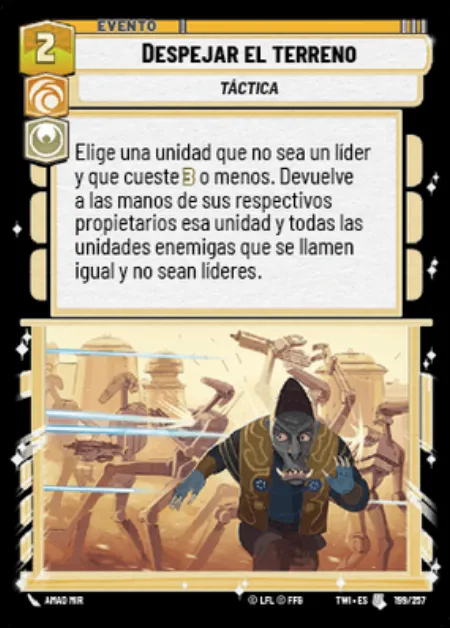 EVENTO
2
DESPEJAR EL TERRENO
TÁCTICA
Elige una unidad que no sea un líder
y que cueste 3 o menos. Devuelve
a las manos de sus respectivos
propietarios esa unidad y todas las
unidades enemigas que se llamen
igual y no sean líderes.
AMAD MIR
© LFL © FFG
TWI • ES
199/257